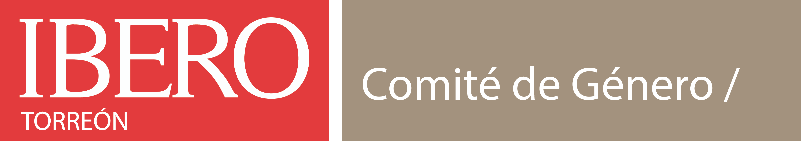 IBERO
TORREÓN
Comité de Género /